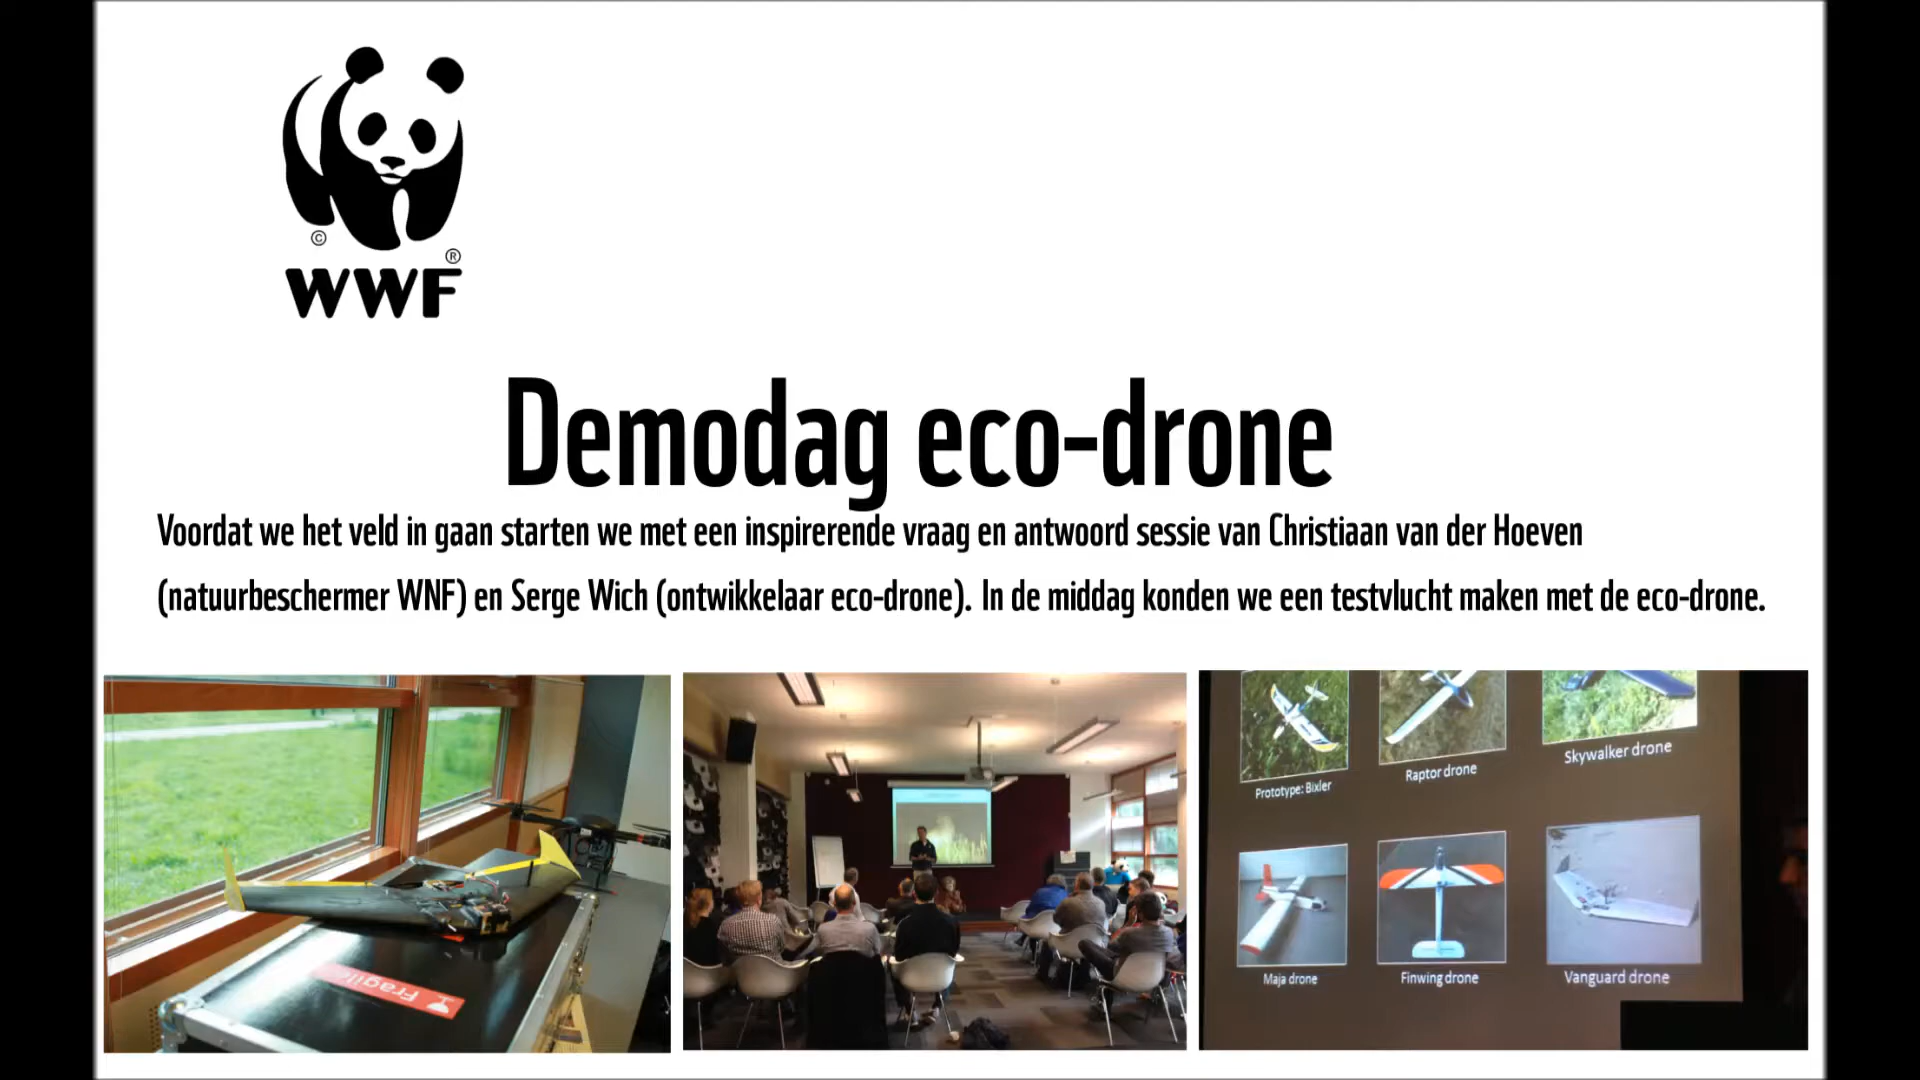 ©
®
WWF
Demodag eco-drone
Voordat we het veld in gaan starten we met een inspirerende vraag en antwoord sessie van Christiaan van der Hoeven
(natuurbeschermer WNF) en Serge Wich (ontwikkelaar eco-drone). In de middag konden we een testvlucht maken met de eco-drone.
Fragile
Prototype: Bixler
Raptor drone
Skywalker drone
Maja drone
Finwing drone
Vanguard drone